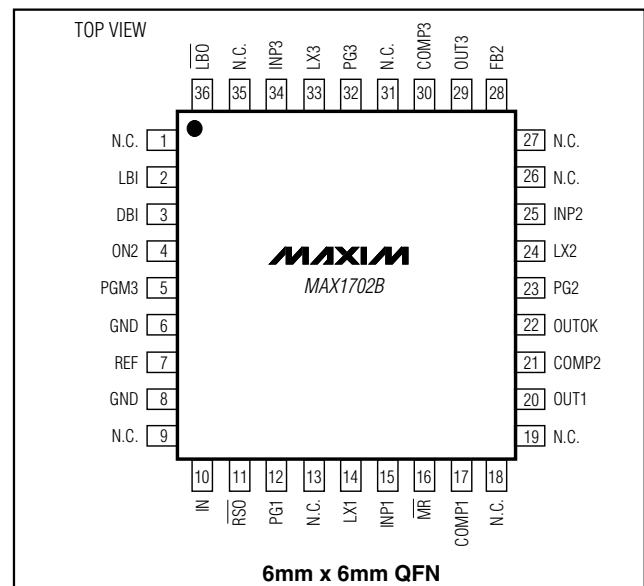 TOP VIEW
LBO N.C. INP3 LX3 PG3 N.C. COMP3 OUT3 FB2
36 35 34 33 32 31 30 29 28
N.C. 1
LBI 2
DBI 3
ON2 4
PGM3 5
GND 6
REF 7
GND 8
N.C. 9
MAXIM
MAX1702B
27 N.C.
26 N.C.
25 INP2
24 LX2
23 PG2
22 OUTOK
21 COMP2
20 OUT1
19 N.C.
10 11 12 13 14 15 16 17 18
IN RSO PG1 N.C. LX1 INP1 MR COMP1 N.C.
6mm x 6mm QFN